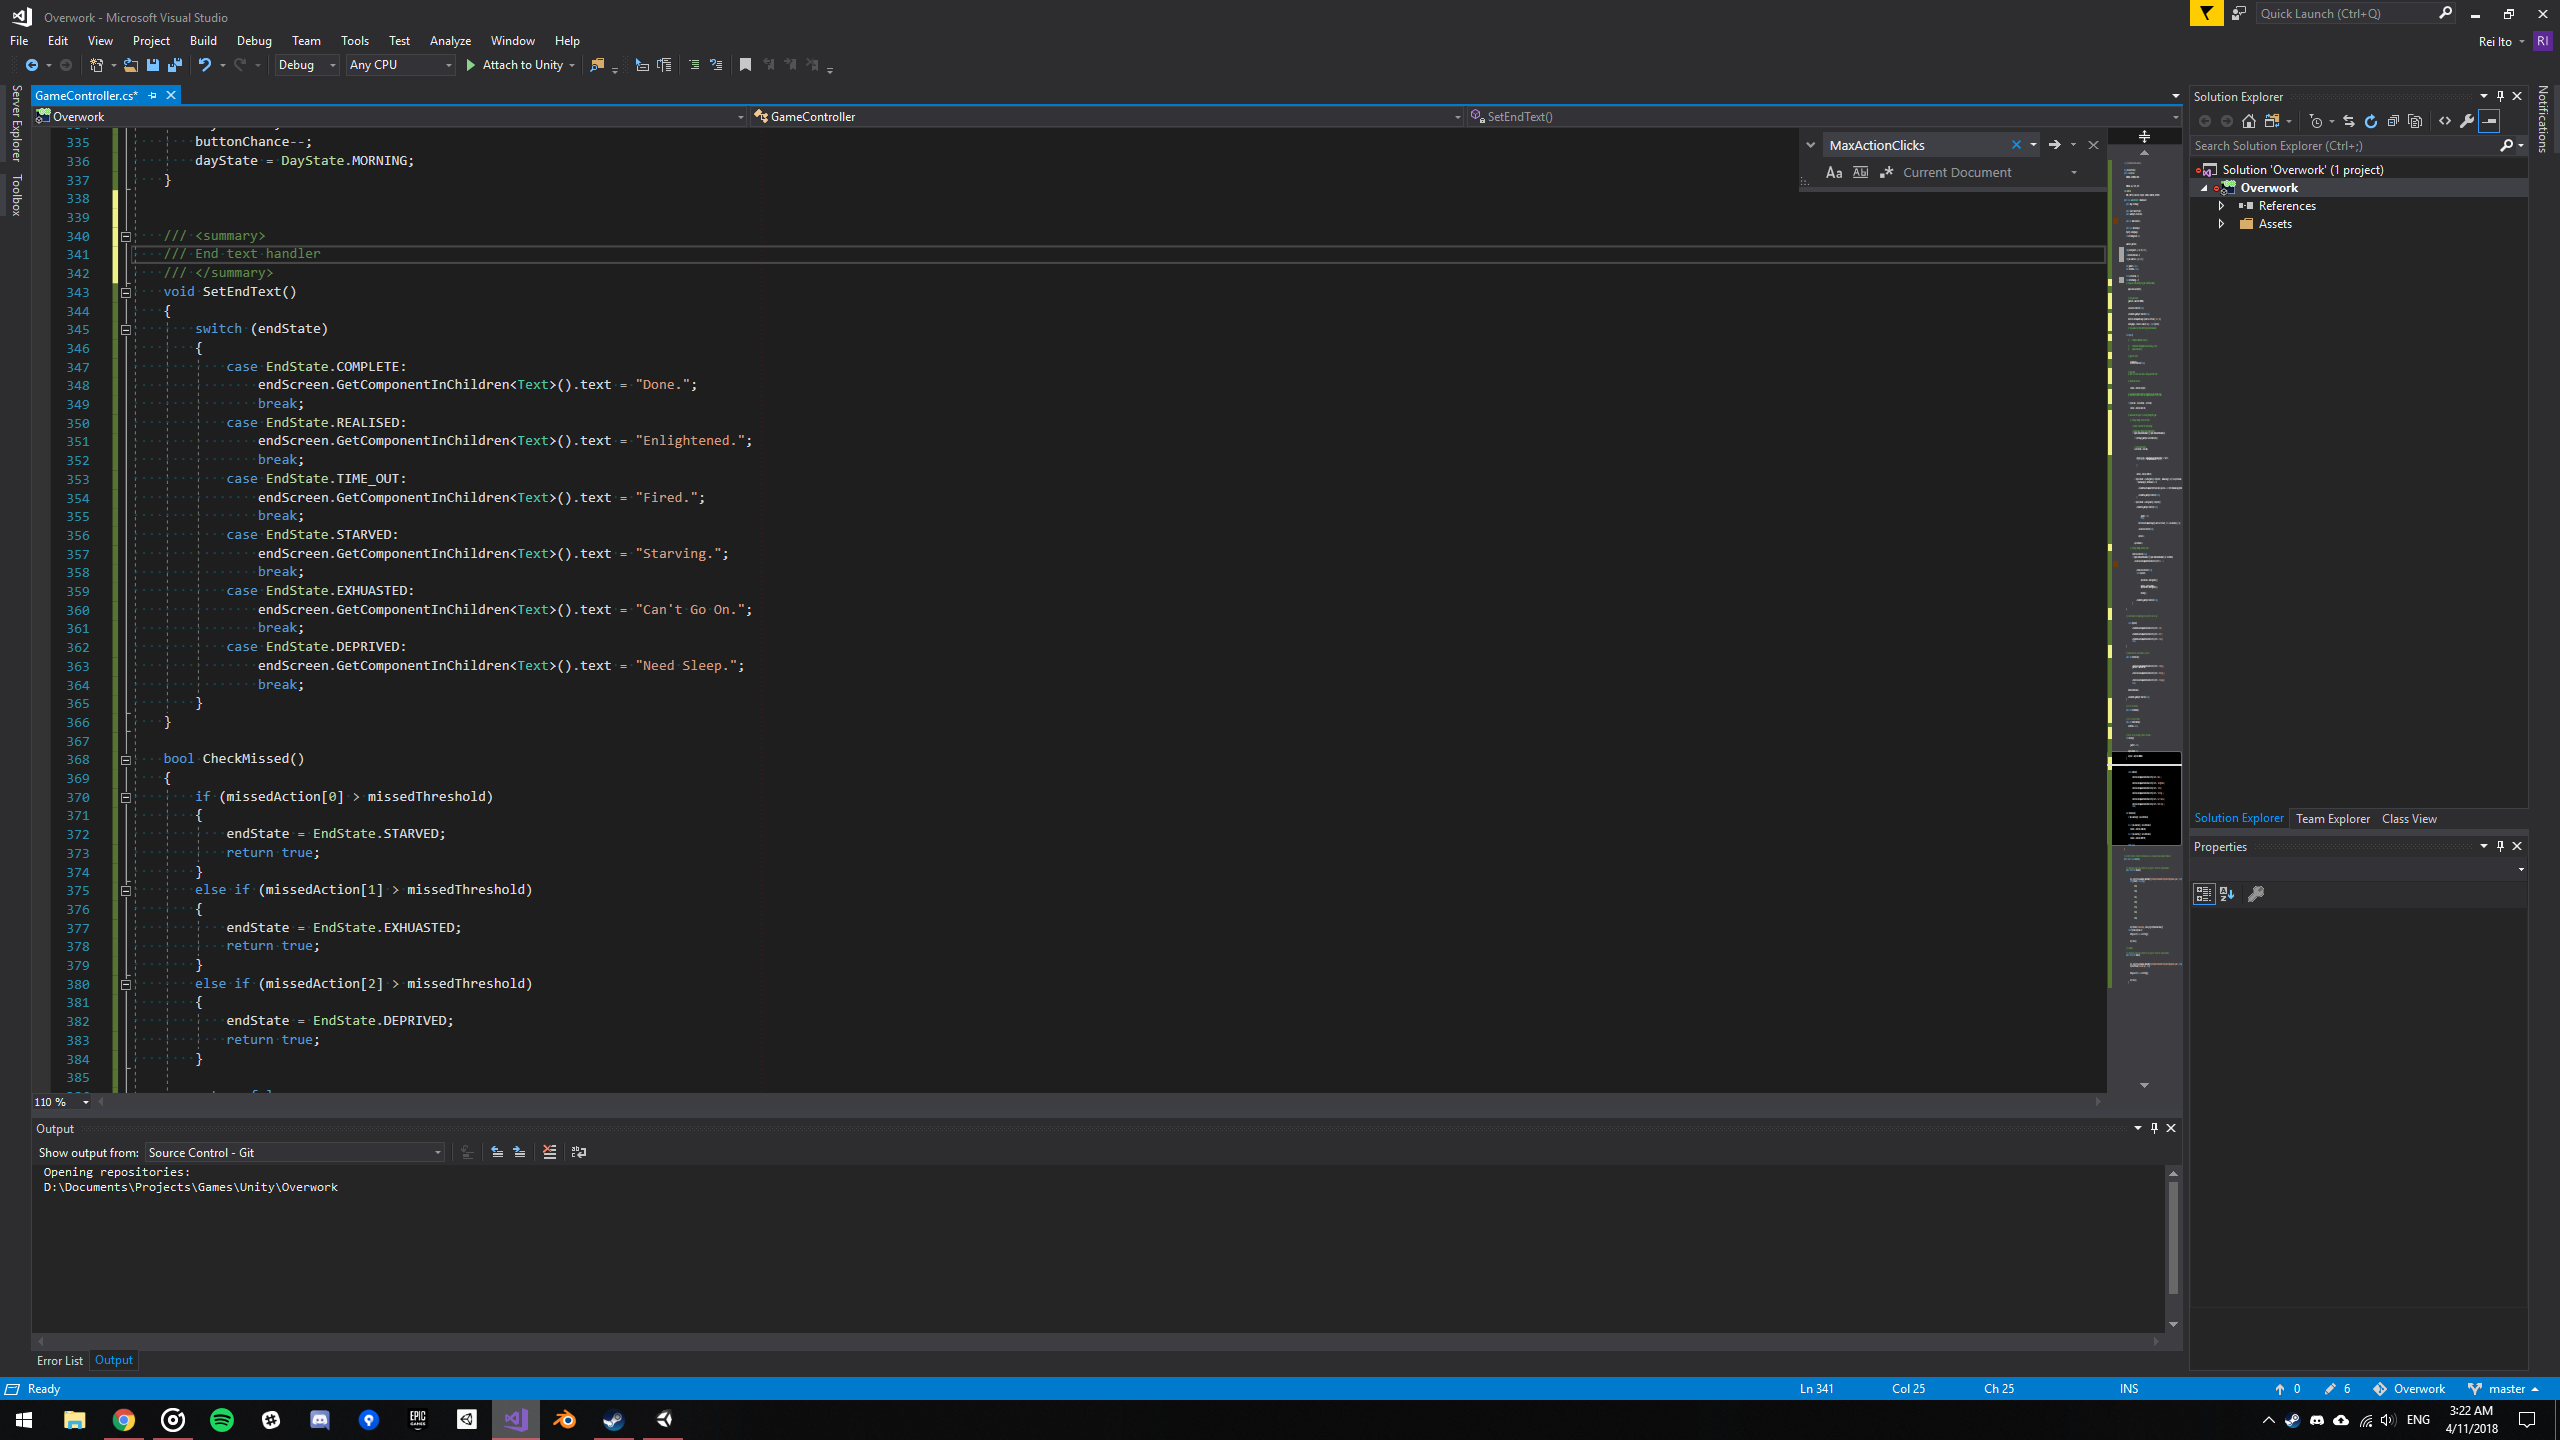 Overwork - Microsoft Visual Studio
Quick Launch (Ctrl+Q)
File Edit View Project Build Debug Team Tools Test Analyze Window Help
Rei Ito RI
Debug Any CPU Attach to Unity
Server Explorer
Toolbox
GameController.cs*
Overwork GameController SetEndText()
MaxActionClicks
Aa Current Document
335 buttonChance--;
336 dayState = DayState.MORNING;
337 }
338
339
340 /// <summary>
341 /// End text handler
342 /// </summary>
343 void SetEndText()
344 {
345 switch (endState)
346 {
347 case EndState.COMPLETE:
348 endScreen.GetComponentInChildren<Text>().text = "Done.";
349 break;
350 case EndState.REALISED:
351 endScreen.GetComponentInChildren<Text>().text = "Enlightened.";
352 break;
353 case EndState.TIME_OUT:
354 endScreen.GetComponentInChildren<Text>().text = "Fired.";
355 break;
356 case EndState.STARVED:
357 endScreen.GetComponentInChildren<Text>().text = "Starving.";
358 break;
359 case EndState.EXHUASTED:
360 endScreen.GetComponentInChildren<Text>().text = "Can't Go On.";
361 break;
362 case EndState.DEPRIVED:
363 endScreen.GetComponentInChildren<Text>().text = "Need Sleep.";
364 break;
365 }
366 }
367
368 bool CheckMissed()
369 {
370 if (missedAction[0] > missedThreshold)
371 {
372 endState = EndState.STARVED;
373 return true;
374 }
375 else if (missedAction[1] > missedThreshold)
376 {
377 endState = EndState.EXHUASTED;
378 return true;
379 }
380 else if (missedAction[2] > missedThreshold)
381 {
382 endState = EndState.DEPRIVED;
383 return true;
384 }
385
110 %
Output
Show output from: Source Control - Git
Opening repositories:
D:\Documents\Projects\Games\Unity\Overwork
Error List Output
Solution Explorer
Search Solution Explorer (Ctrl+;)
Solution 'Overwork' (1 project)
Overwork
References
Assets
Solution Explorer Team Explorer Class View
Properties
Notifications
Ready Ln 341 Col 25 Ch 25 INS 0 6 Overwork master
EPIC GAMES
ENG
3:22 AM
4/11/2018